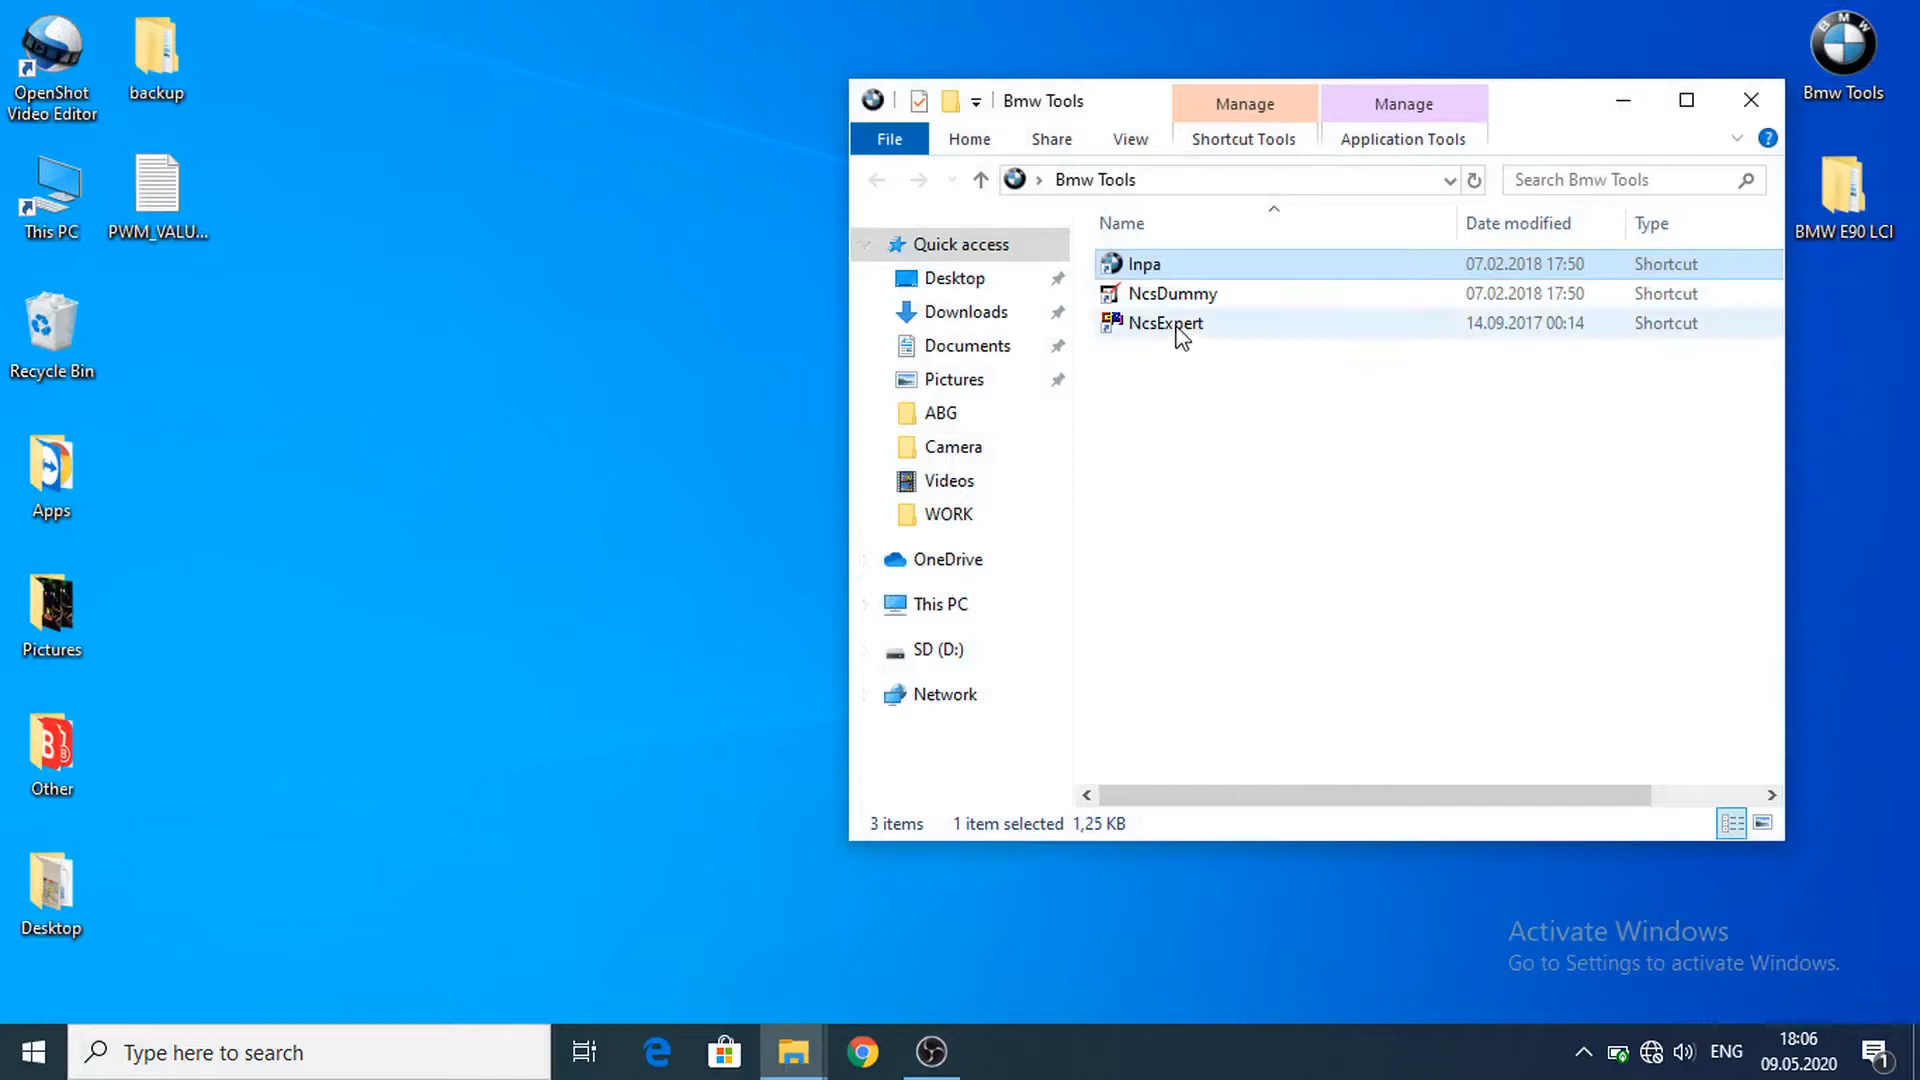 OpenShot
Video Editor
backup
This PC
PWM_VALU...
Recycle Bin
Apps
Pictures
Other
Desktop
Bmw Tools
Manage
Manage
File
Home
Share
View
Shortcut Tools
Application Tools
Bmw Tools
Search Bmw Tools
Name
Date modified
Type
Quick access
Desktop
Downloads
Documents
Pictures
ABG
Camera
Videos
WORK
OneDrive
This PC
SD (D:)
Network
Inpa 07.02.2018 17:50 Shortcut
NcsDummy 07.02.2018 17:50 Shortcut
NcsExpert 14.09.2017 00:14 Shortcut
3 items 1 item selected 1,25 KB
BMW
Bmw Tools
BMW E90 LCI
Activate Windows
Go to Settings to activate Windows.
Type here to search
ENG
18:06
09.05.2020
1